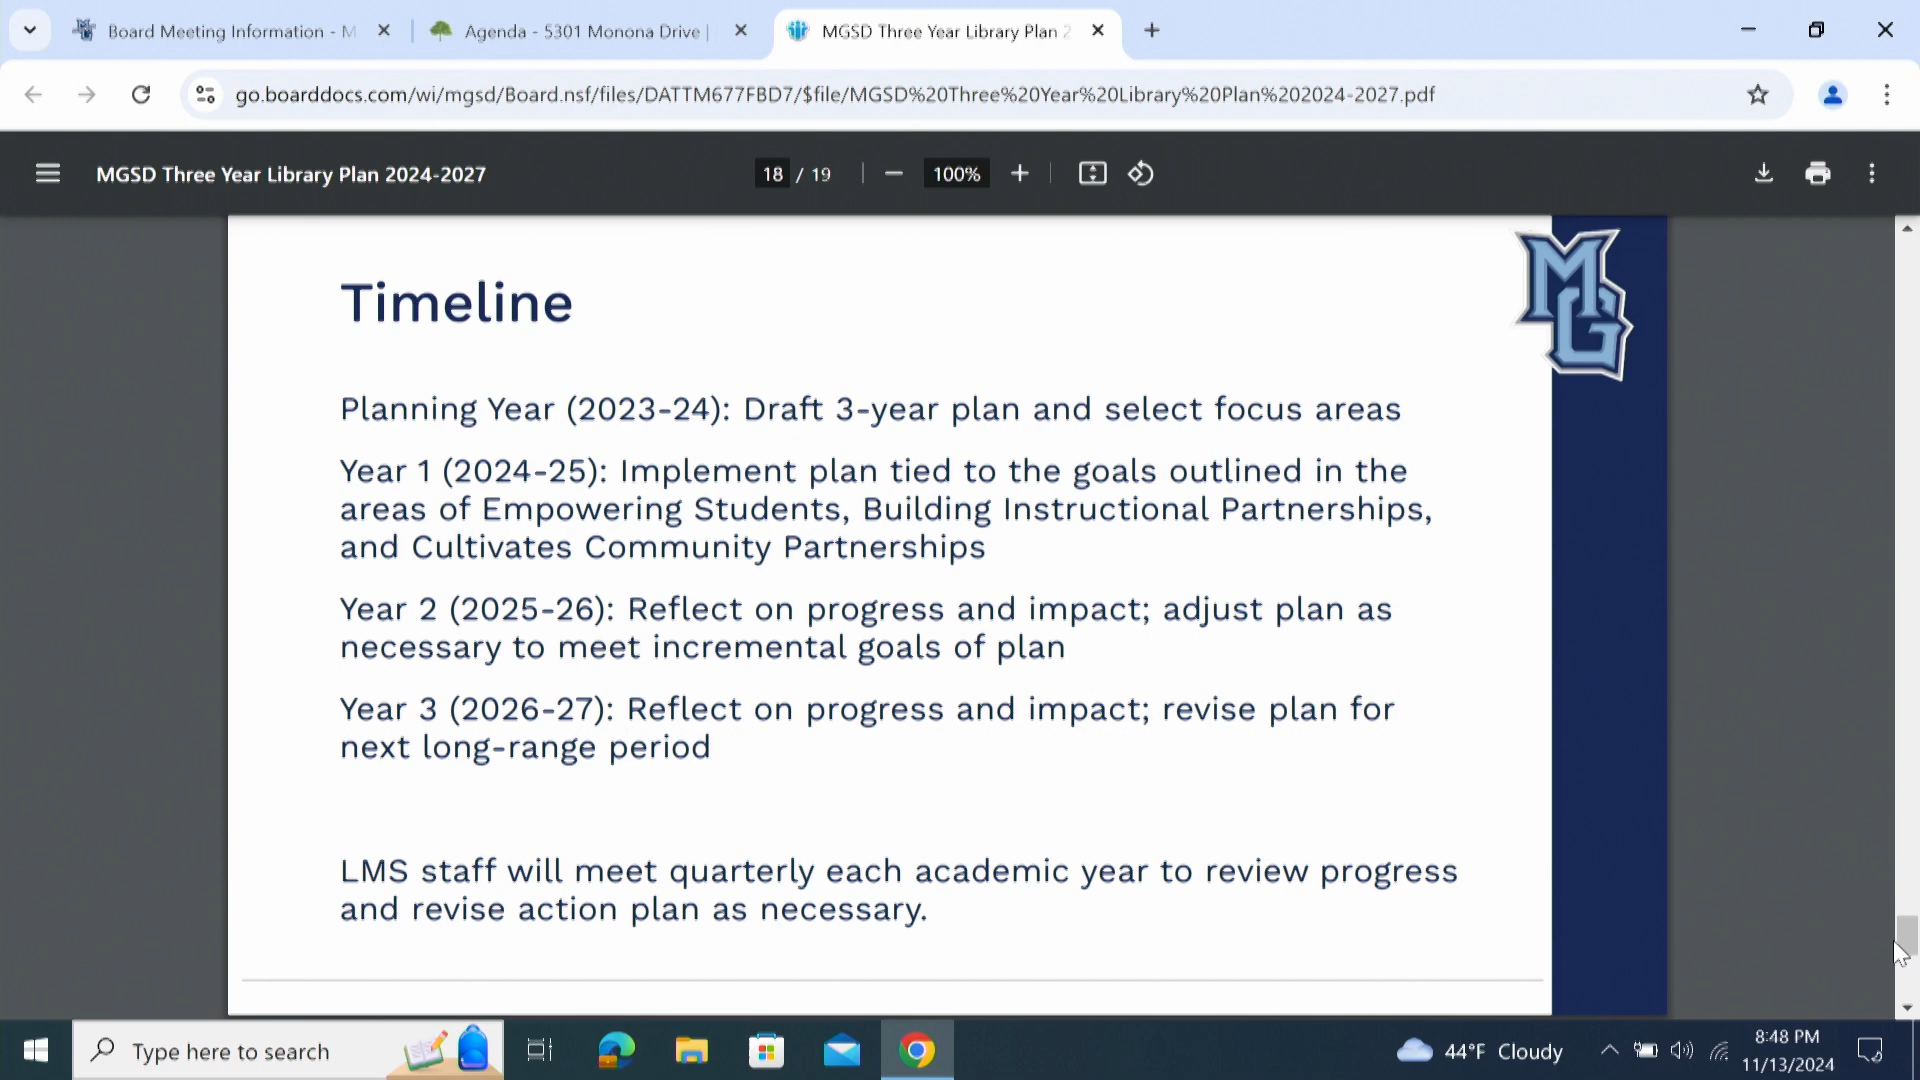 Board Meeting Information - M
Agenda - 5301 Monona Drive |
MGSD Three Year Library Plan 2
go.boarddocs.com/wi/mgsd/Board.nsf/files/DATTM677FBD7/$file/MGSD%20Three%20Year%20Library%20Plan%202024-2027.pdf
MGSD Three Year Library Plan 2024-2027
18 / 19
100%
MG
Timeline
Planning Year (2023-24): Draft 3-year plan and select focus areas
Year 1 (2024-25): Implement plan tied to the goals outlined in the
areas of Empowering Students, Building Instructional Partnerships,
and Cultivates Community Partnerships
Year 2 (2025-26): Reflect on progress and impact; adjust plan as
necessary to meet incremental goals of plan
Year 3 (2026-27): Reflect on progress and impact; revise plan for
next long-range period
LMS staff will meet quarterly each academic year to review progress
and revise action plan as necessary.
Type here to search
44°F Cloudy
8:48 PM
11/13/2024